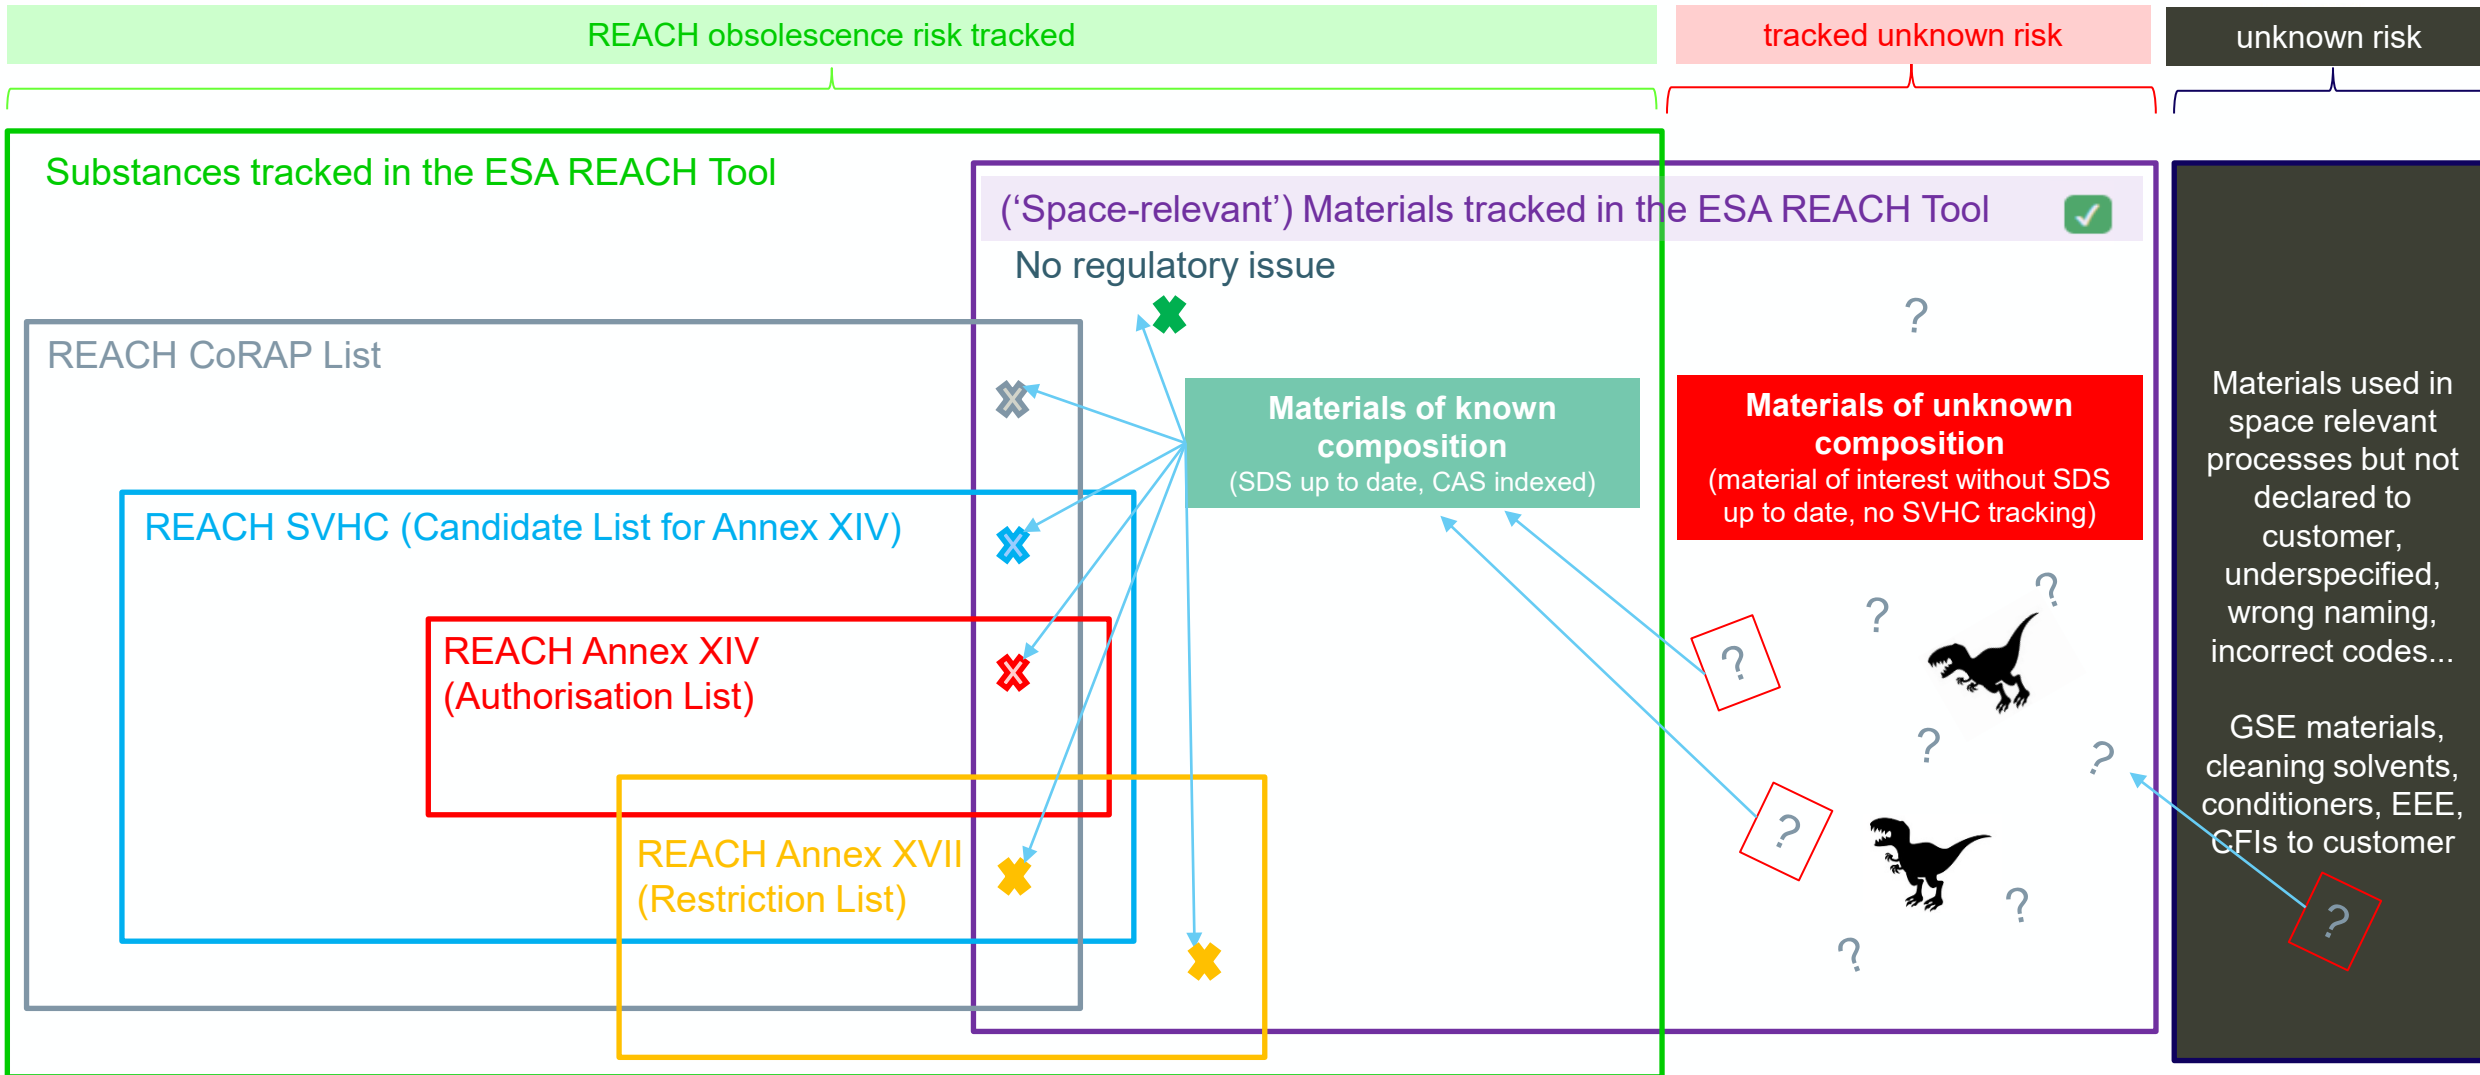 REACH obsolescence risk tracked
tracked unknown risk
unknown risk
Substances tracked in the ESA REACH Tool
(‘Space-relevant’) Materials tracked in the ESA REACH Tool
No regulatory issue
?
REACH CoRAP List
Materials of known
composition
(SDS up to date, CAS indexed)
Materials of unknown
composition
(material of interest without SDS
up to date, no SVHC tracking)
REACH SVHC (Candidate List for Annex XIV)
REACH Annex XIV
(Authorisation List)
REACH Annex XVII
(Restriction List)
?
?
?
?
?
?
?
?
Materials used in
space relevant
processes but not
declared to
customer,
underspecified,
wrong naming,
incorrect codes...
GSE materials,
cleaning solvents,
conditioners, EEE,
CFIs to customer
?